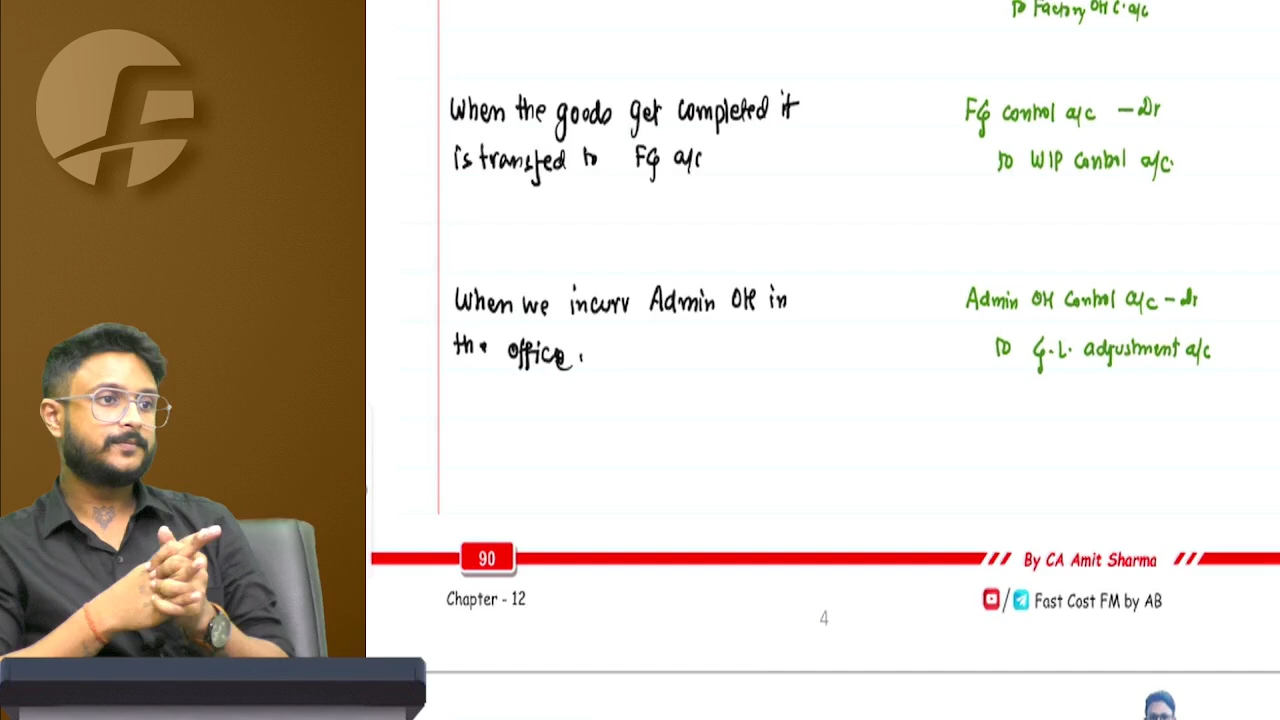 To Factory OH C. a/c
When the goods get completed it
is transfed to FG a/c
FG control a/c - Dr
To WIP Control a/c.
When we incurr Admin OH in
the office.
Admin OH Control a/c - Dr
To G.L. adjustment a/c
90
By CA Amit Sharma
Chapter - 12
4
/ Fast Cost FM by AB